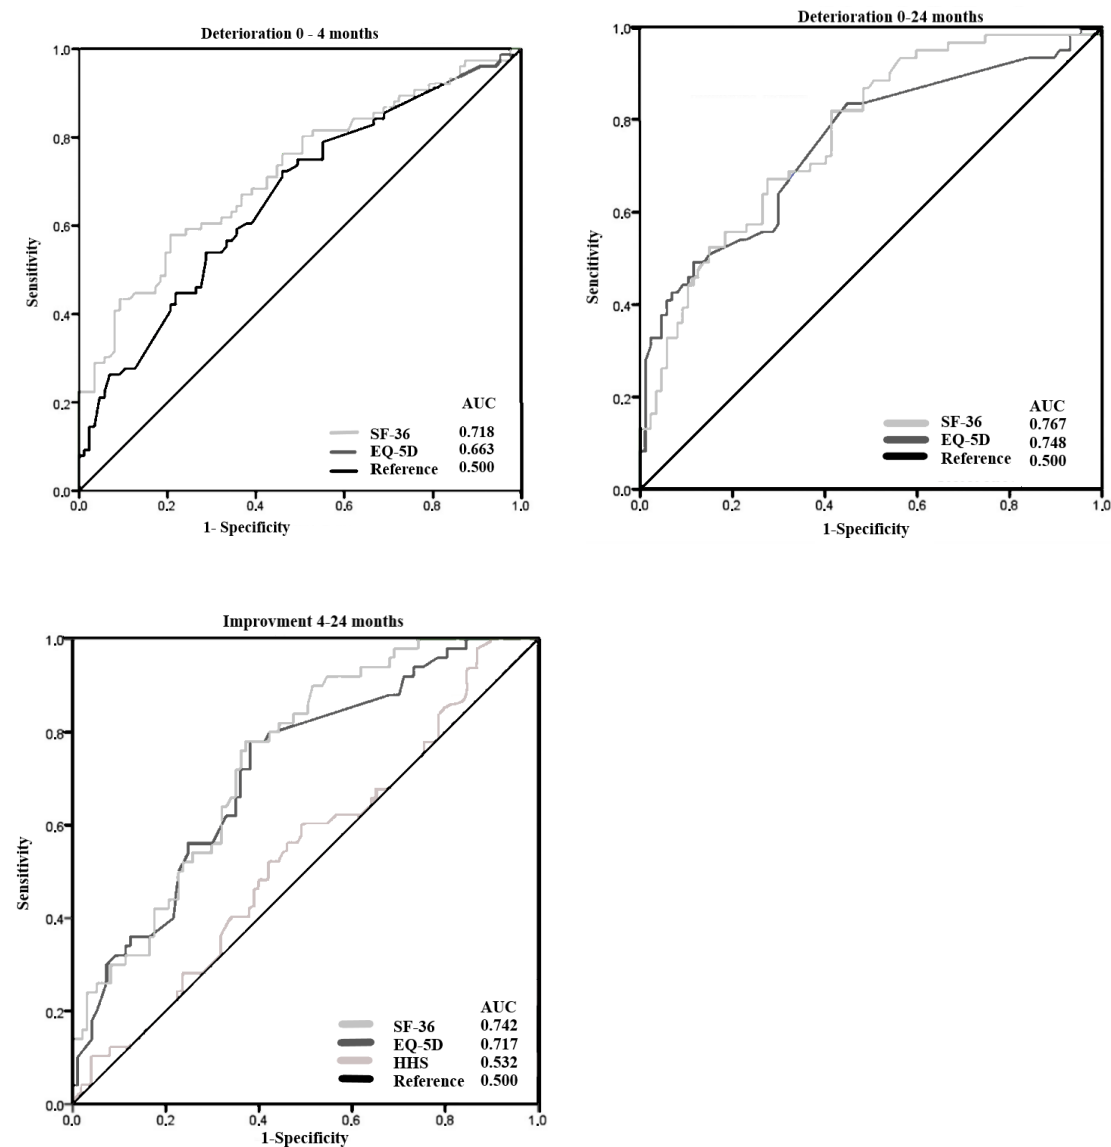 Deterioration 0 - 4 months
1.0
0.8
0.6
0.4
0.2
0.0
Sensitivity
AUC
SF-36 0.718
EQ-5D 0.663
Reference 0.500
0.0 0.2 0.4 0.6 0.8 1.0
1- Specificity
Deterioration 0-24 months
1.0
0.8
0.6
0.4
0.2
0.0
Sencitivity
AUC
SF-36 0.767
EQ-5D 0.748
Reference 0.500
0.0 0.2 0.4 0.6 0.8 1.0
1-Specificity
Improvment 4-24 months
1.0
0.8
0.6
0.4
0.2
0.0
Sensitivity
AUC
SF-36 0.742
EQ-5D 0.717
HHS 0.532
Reference 0.500
0.0 0.2 0.4 0.6 0.8 1.0
1-Specificity